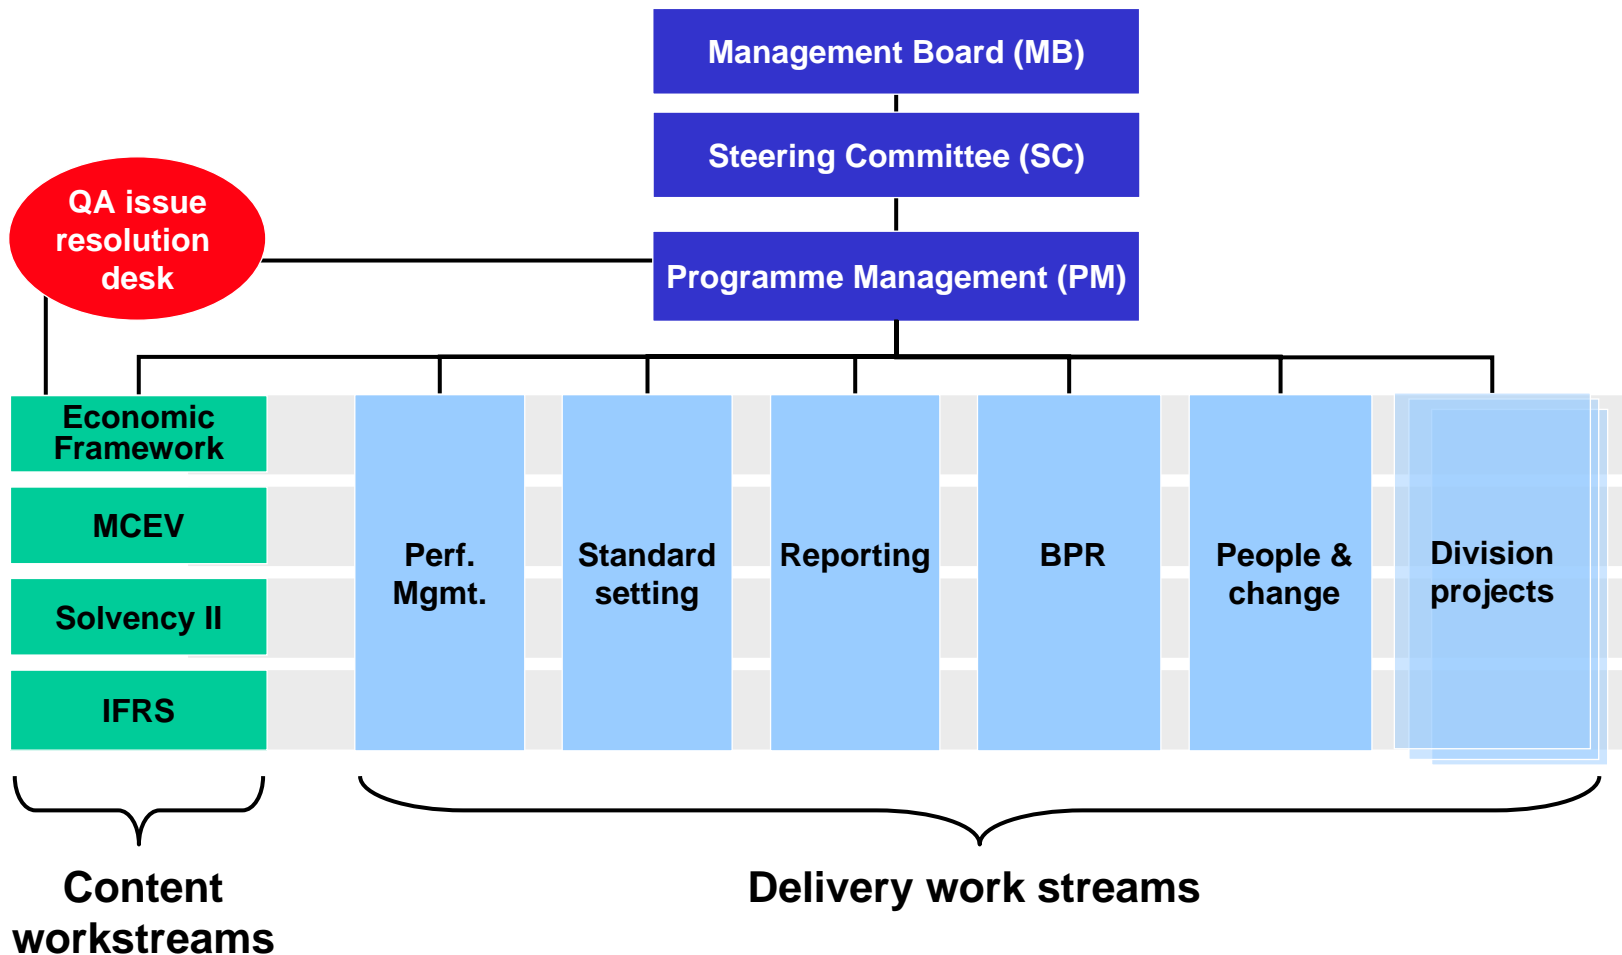 Management Board (MB)
Steering Committee (SC)
QA issue
resolution
desk
Programme Management (PM)
Economic
Framework
MCEV
Solvency II
IFRS
Perf.
Mgmt.
Standard
setting
Reporting
BPR
People &
change
Division
projects
Content
workstreams
Delivery work streams